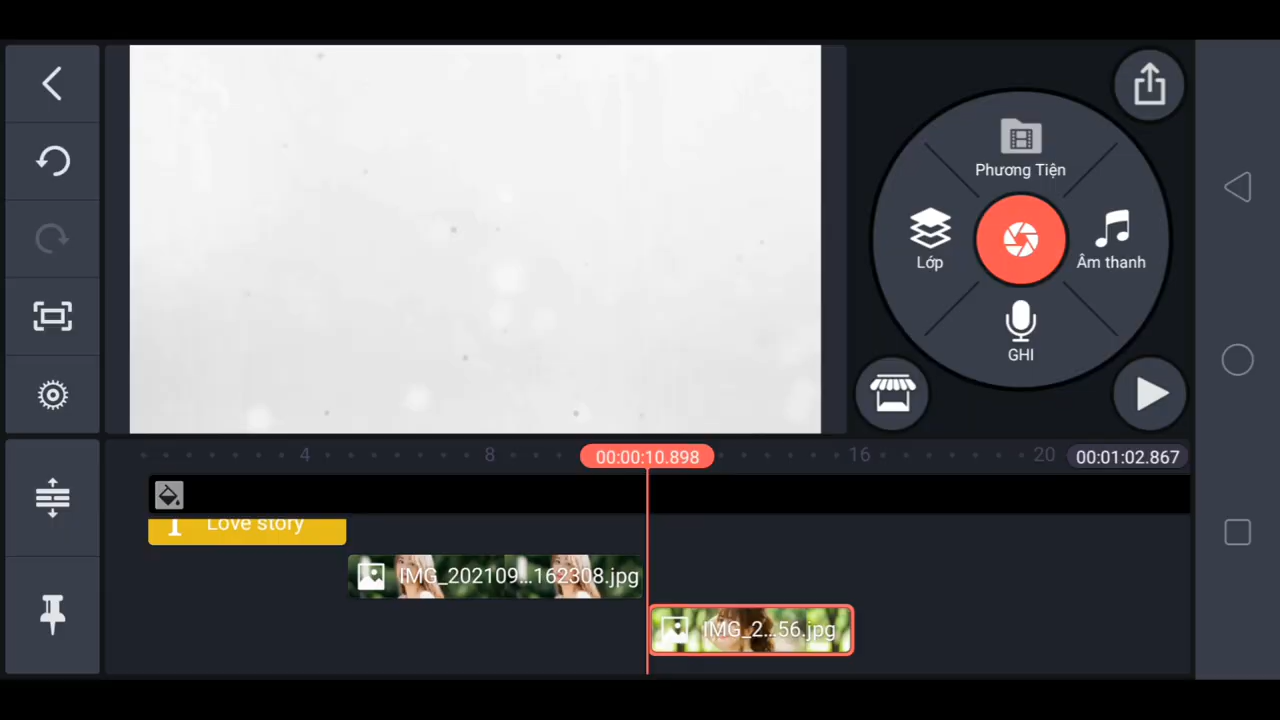 Phương Tiện
Lớp
Âm thanh
GHI
4
8
00:00:10.898
16
20
00:01:02.867
Love story
IMG_202109...162308.jpg
IMG_2...56.jpg